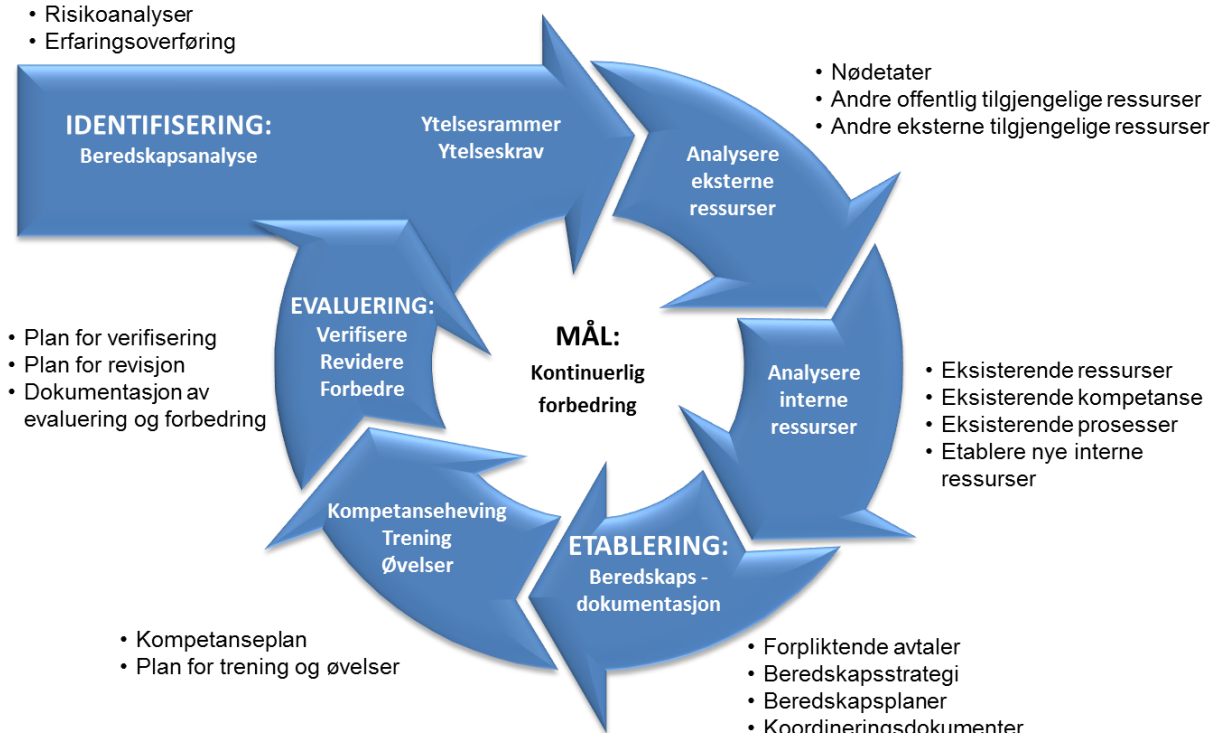 • Risikoanalyser
• Erfaringsoverføring
IDENTIFISERING:
Beredskapsanalyse
Ytelsesrammer
Ytelseskrav
Analysere
eksterne
ressurser
• Nødetater
• Andre offentlig tilgjengelige ressurser
• Andre eksterne tilgjengelige ressurser
Analysere
interne
ressurser
• Eksisterende ressurser
• Eksisterende kompetanse
• Eksisterende prosesser
• Etablere nye interne
ressurser
ETABLERING:
Beredskaps -
dokumentasjon
• Forpliktende avtaler
• Beredskapsstrategi
• Beredskapsplaner
• Koordineringsdokumenter
Kompetanseheving
Trening
Øvelser
• Kompetanseplan
• Plan for trening og øvelser
EVALUERING:
Verifisere
Revidere
Forbedre
• Plan for verifisering
• Plan for revisjon
• Dokumentasjon av
evaluering og forbedring
MÅL:
Kontinuerlig
forbedring